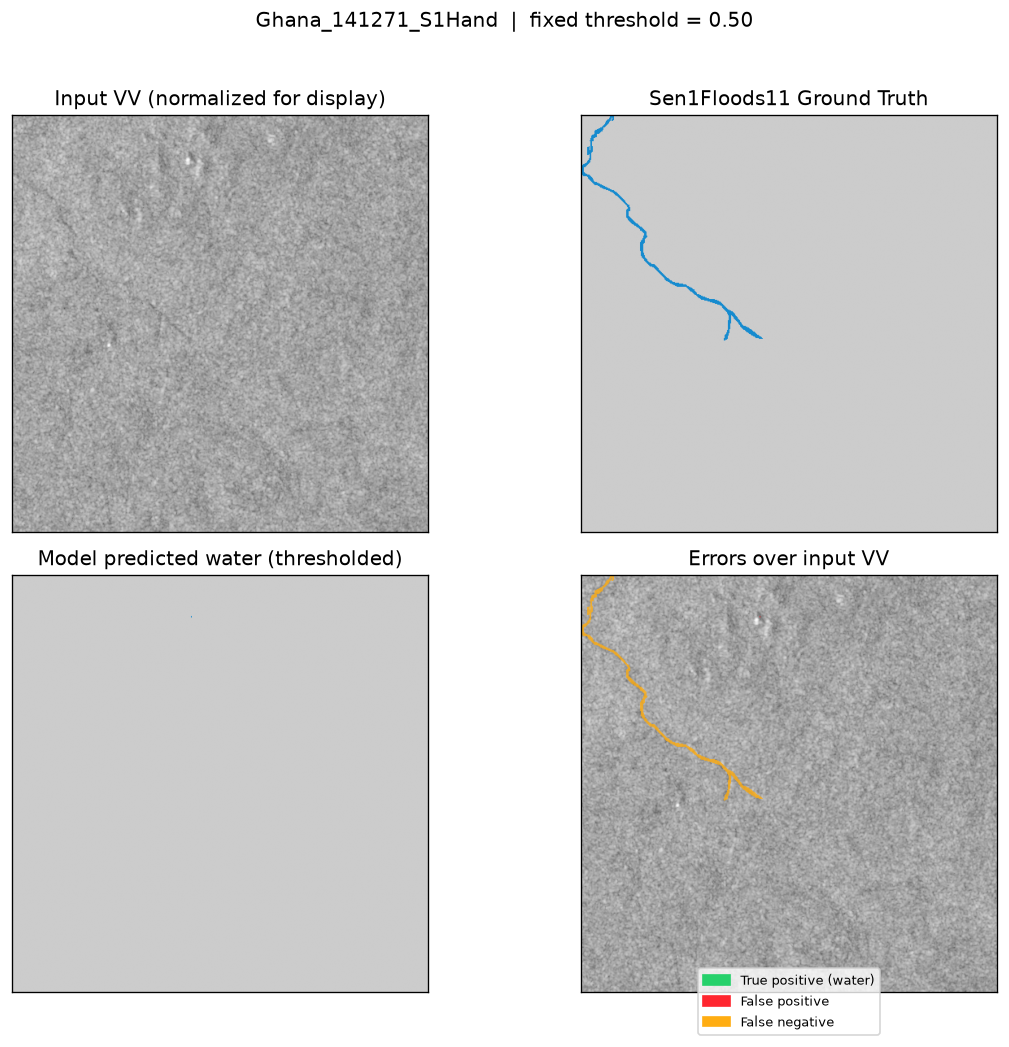 Ghana_141271_S1Hand | fixed threshold = 0.50
Input VV (normalized for display)
Sen1Floods11 Ground Truth
Model predicted water (thresholded)
Errors over input VV
True positive (water)
False positive
False negative